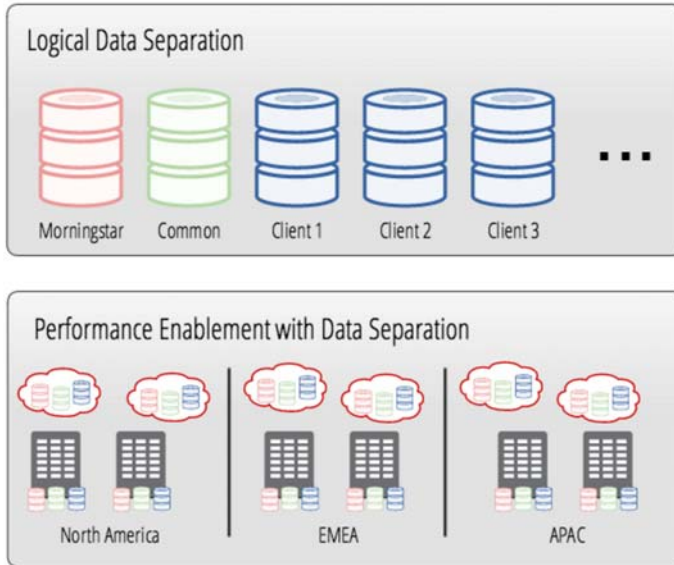 Logical Data Separation
Morningstar Common Client 1 Client 2 Client 3 ...
Performance Enablement with Data Separation
North America EMEA APAC